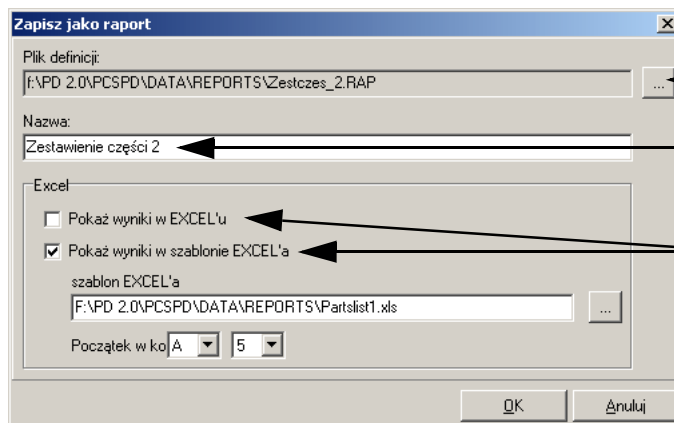 Zapisz jako raport
Plik definicji:
f:\PD 2.0\PCSPD\DATA\REPORTS\Zestczes_2.RAP
...
Nazwa:
Zestawienie części 2
Excel
Pokaż wyniki w EXCEL'u
Pokaż wyniki w szablonie EXCEL'a
szablon EXCEL'a
F:\PD 2.0\PCSPD\DATA\REPORTS\Partslist1.xls
...
Początek w ko A 5
OK Anuluj